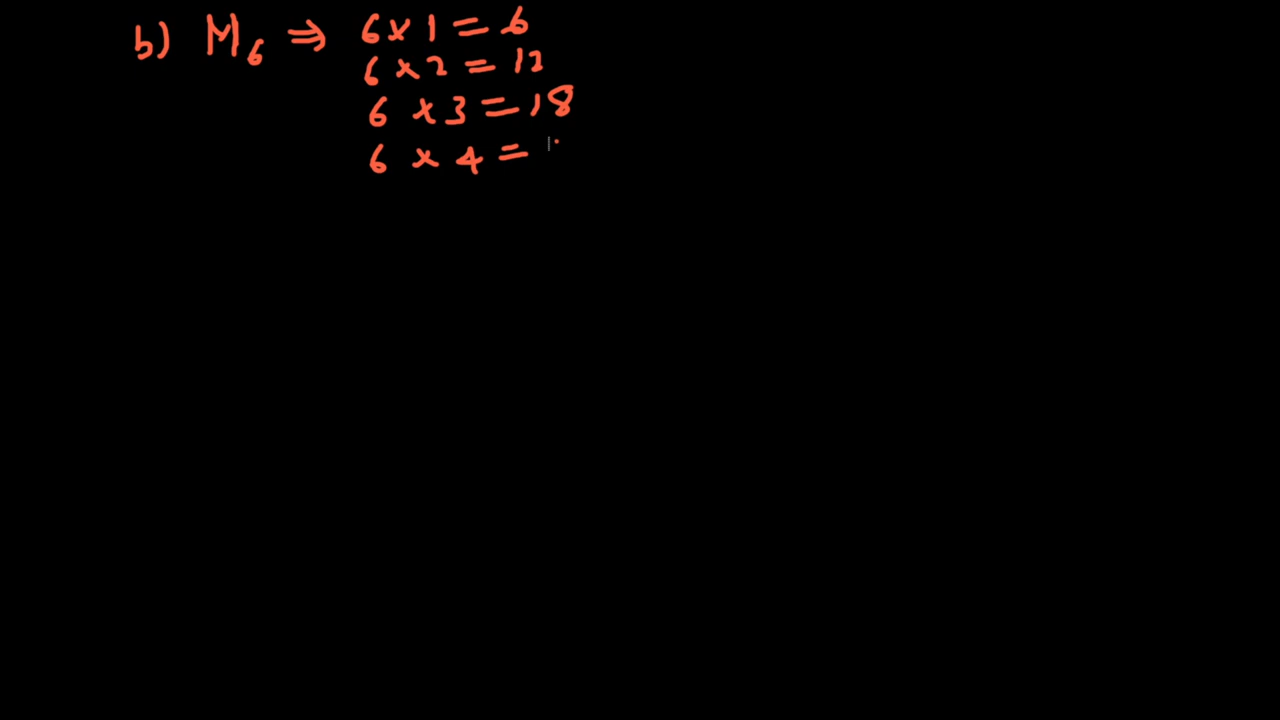 b) M₆ ⇒ 6 × 1 = 6
6 × 2 = 12
6 × 3 = 18
6 × 4 =